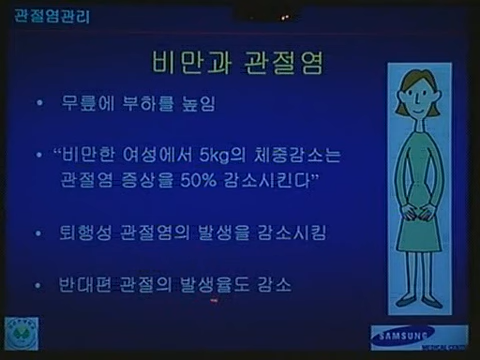 관절염관리
비만과 관절염
• 무릎에 부하를 높임
• “비만한 여성에서 5kg의 체중감소는
관절염 증상을 50% 감소시킨다”
• 퇴행성 관절염의 발생을 감소시킴
• 반대편 관절의 발생율도 감소
SAMSUNG
MEDICAL